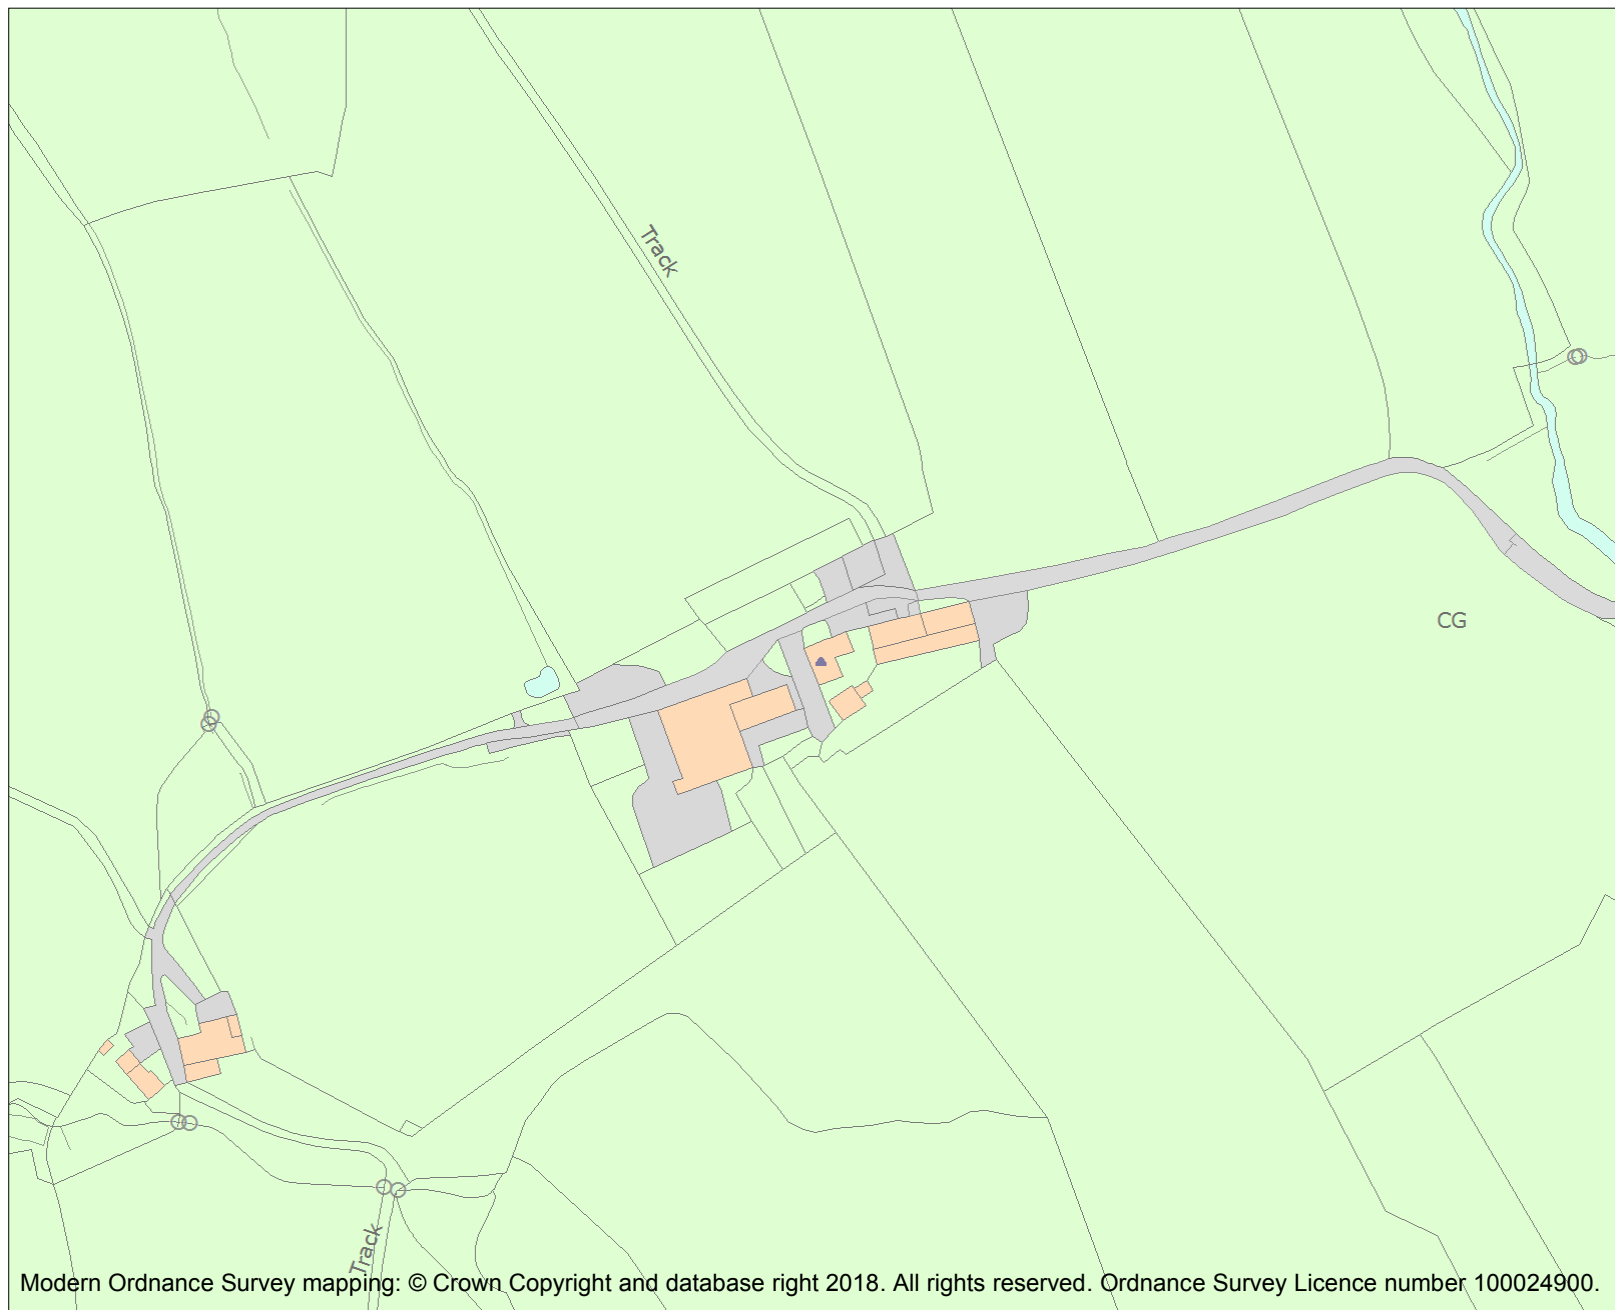 Track
CG
Track
Modern Ordnance Survey mapping: © Crown Copyright and database right 2018. All rights reserved. Ordnance Survey Licence number 100024900.